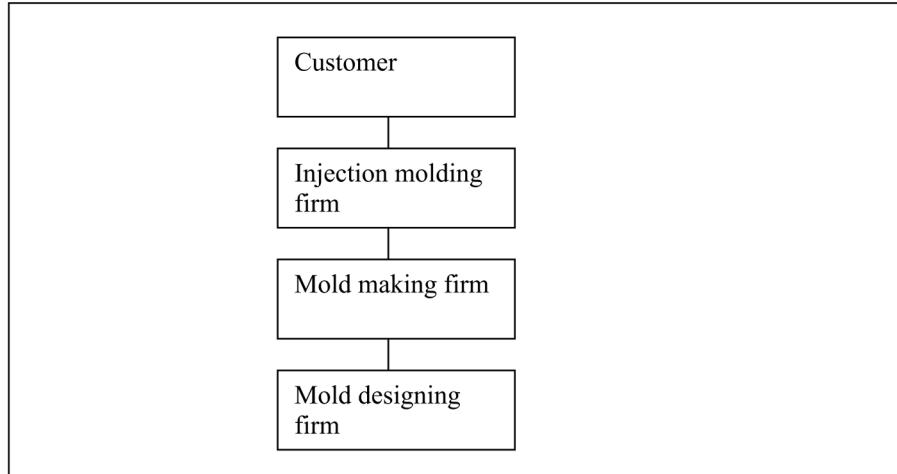 Customer
Injection molding
firm
Mold making firm
Mold designing
firm